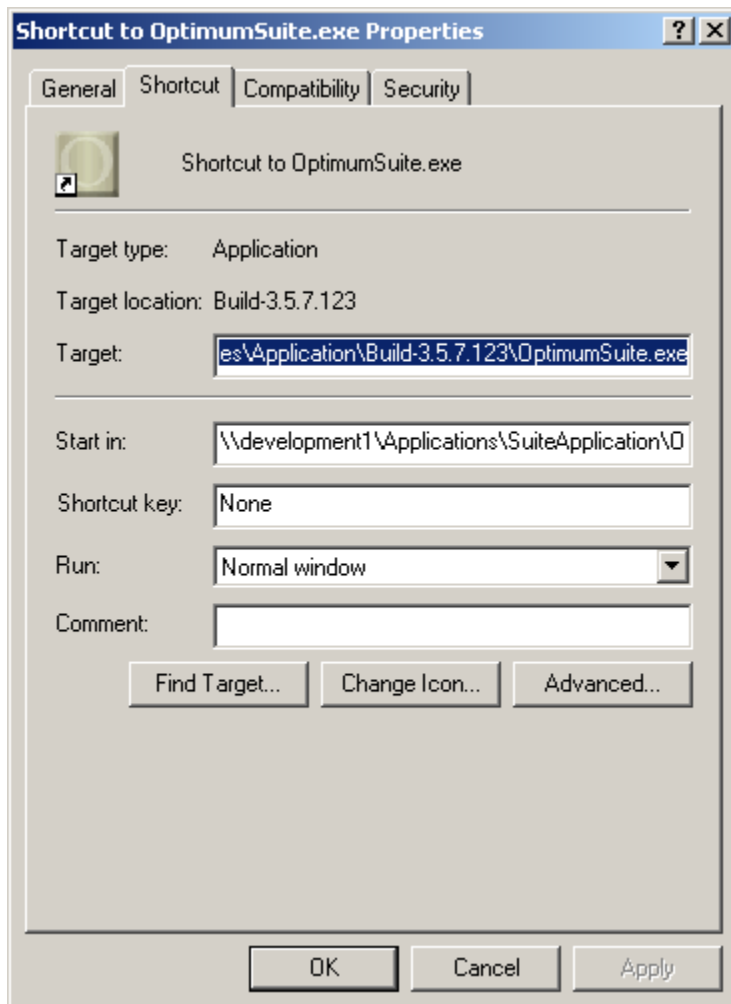 Shortcut to OptimumSuite.exe Properties
General Shortcut Compatibility Security
Shortcut to OptimumSuite.exe
Target type: Application
Target location: Build-3.5.7.123
Target: es\Application\Build-3.5.7.123\OptimumSuite.exe
Start in: \\development1\Applications\SuiteApplication\O
Shortcut key: None
Run: Normal window
Comment:
Find Target... Change Icon... Advanced...
OK Cancel Apply